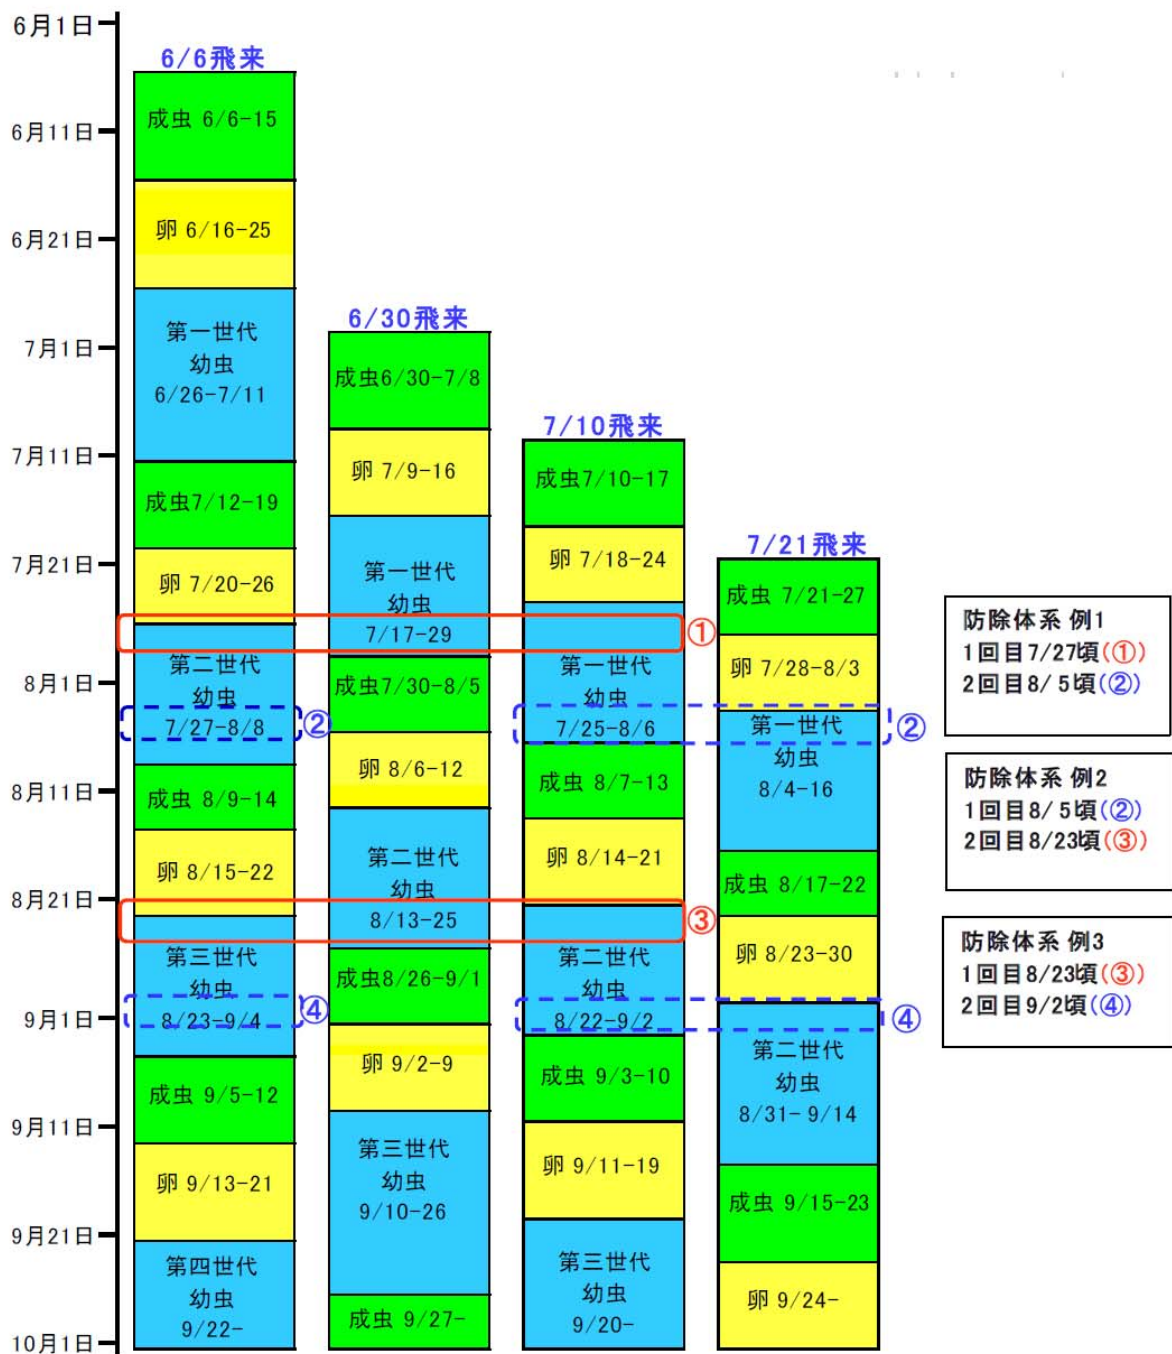 6月1日
6月11日
6月21日
7月1日
7月11日
7月21日
8月1日
8月11日
8月21日
9月1日
9月11日
9月21日
10月1日
6/6飛来
成虫 6/6-15
卵 6/16-25
第一世代
幼虫
6/26-7/11
成虫7/12-19
卵 7/20-26
第二世代
幼虫
7/27-8/8
②
成虫 8/9-14
卵 8/15-22
第三世代
幼虫
8/23-9/4
④
成虫 9/5-12
卵 9/13-21
第四世代
幼虫
9/22-
6/30飛来
成虫6/30-7/8
卵 7/9-16
第一世代
幼虫
7/17-29
成虫7/30-8/5
卵 8/6-12
第二世代
幼虫
8/13-25
成虫8/26-9/1
卵 9/2-9
第三世代
幼虫
9/10-26
成虫 9/27-
7/10飛来
成虫7/10-17
卵 7/18-24
①
第一世代
幼虫
7/25-8/6
成虫 8/7-13
卵 8/14-21
③
第二世代
幼虫
8/22-9/2
成虫 9/3-10
卵 9/11-19
第三世代
幼虫
9/20-
7/21飛来
成虫 7/21-27
卵 7/28-8/3
第一世代
②
幼虫
8/4-16
成虫 8/17-22
卵 8/23-30
④
第二世代
幼虫
8/31- 9/14
成虫 9/15-23
卵 9/24-
防除体系 例1
1回目7/27頃(①)
2回目8/ 5頃(②)
防除体系 例2
1回目8/ 5頃(②)
2回目8/23頃(③)
防除体系 例3
1回目8/23頃(③)
2回目9/2頃(④)